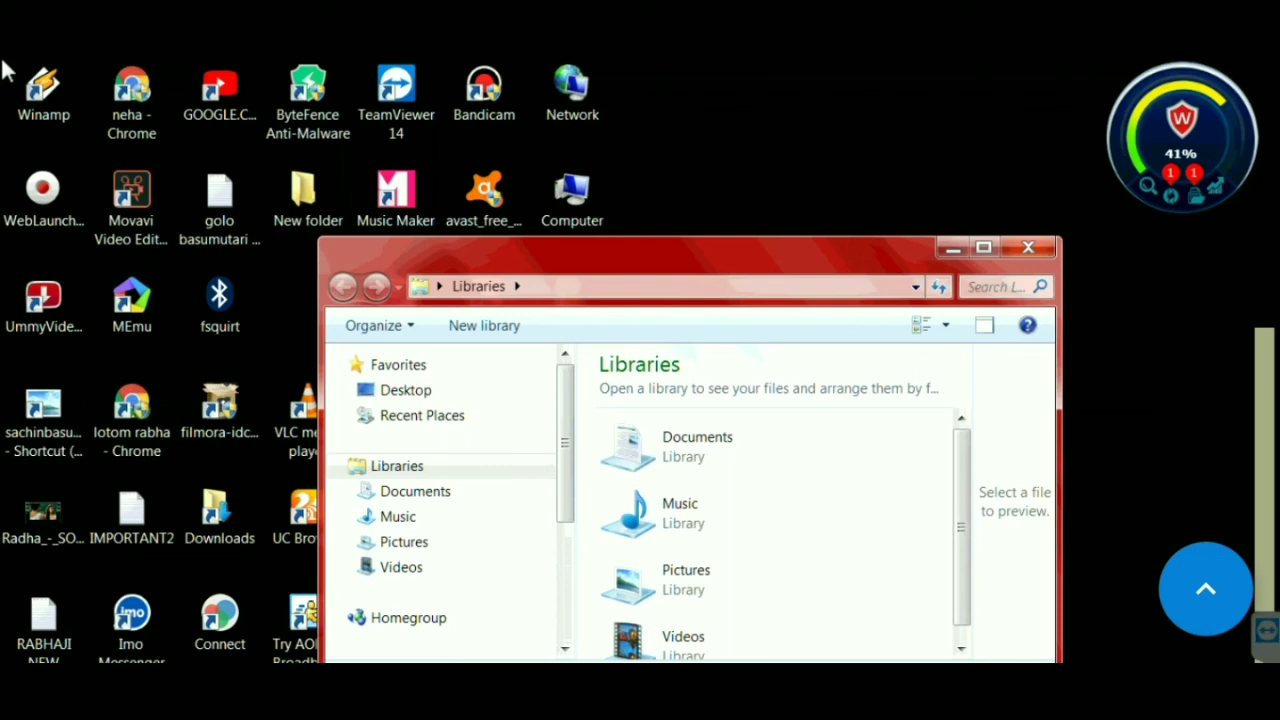 Winamp
neha -
Chrome
GOOGLE.C...
ByteFence
Anti-Malware
TeamViewer
14
Bandicam
Network
W
41%
1 1
WebLaunch...
Movavi
Video Edit...
golo
basumutari ...
New folder
Music Maker
avast_free_...
Computer
UmmyVide...
MEmu
fsquirt
Libraries
Search L...
Organize
New library
Favorites
Desktop
Recent Places
Libraries
Documents
Music
Pictures
Videos
Homegroup
Libraries
Open a library to see your files and arrange them by f...
Documents
Library
Music
Library
Pictures
Library
Videos
Library
Select a file
to preview.
sachinbasu...
- Shortcut (...
lotom rabha
- Chrome
filmora-idc...
VLC me
playe
Radha_-_SO...
IMPORTANT2
Downloads
UC Bro
RABHAJI
NEW
Imo
Messenger
Connect
Try AO
Broadb